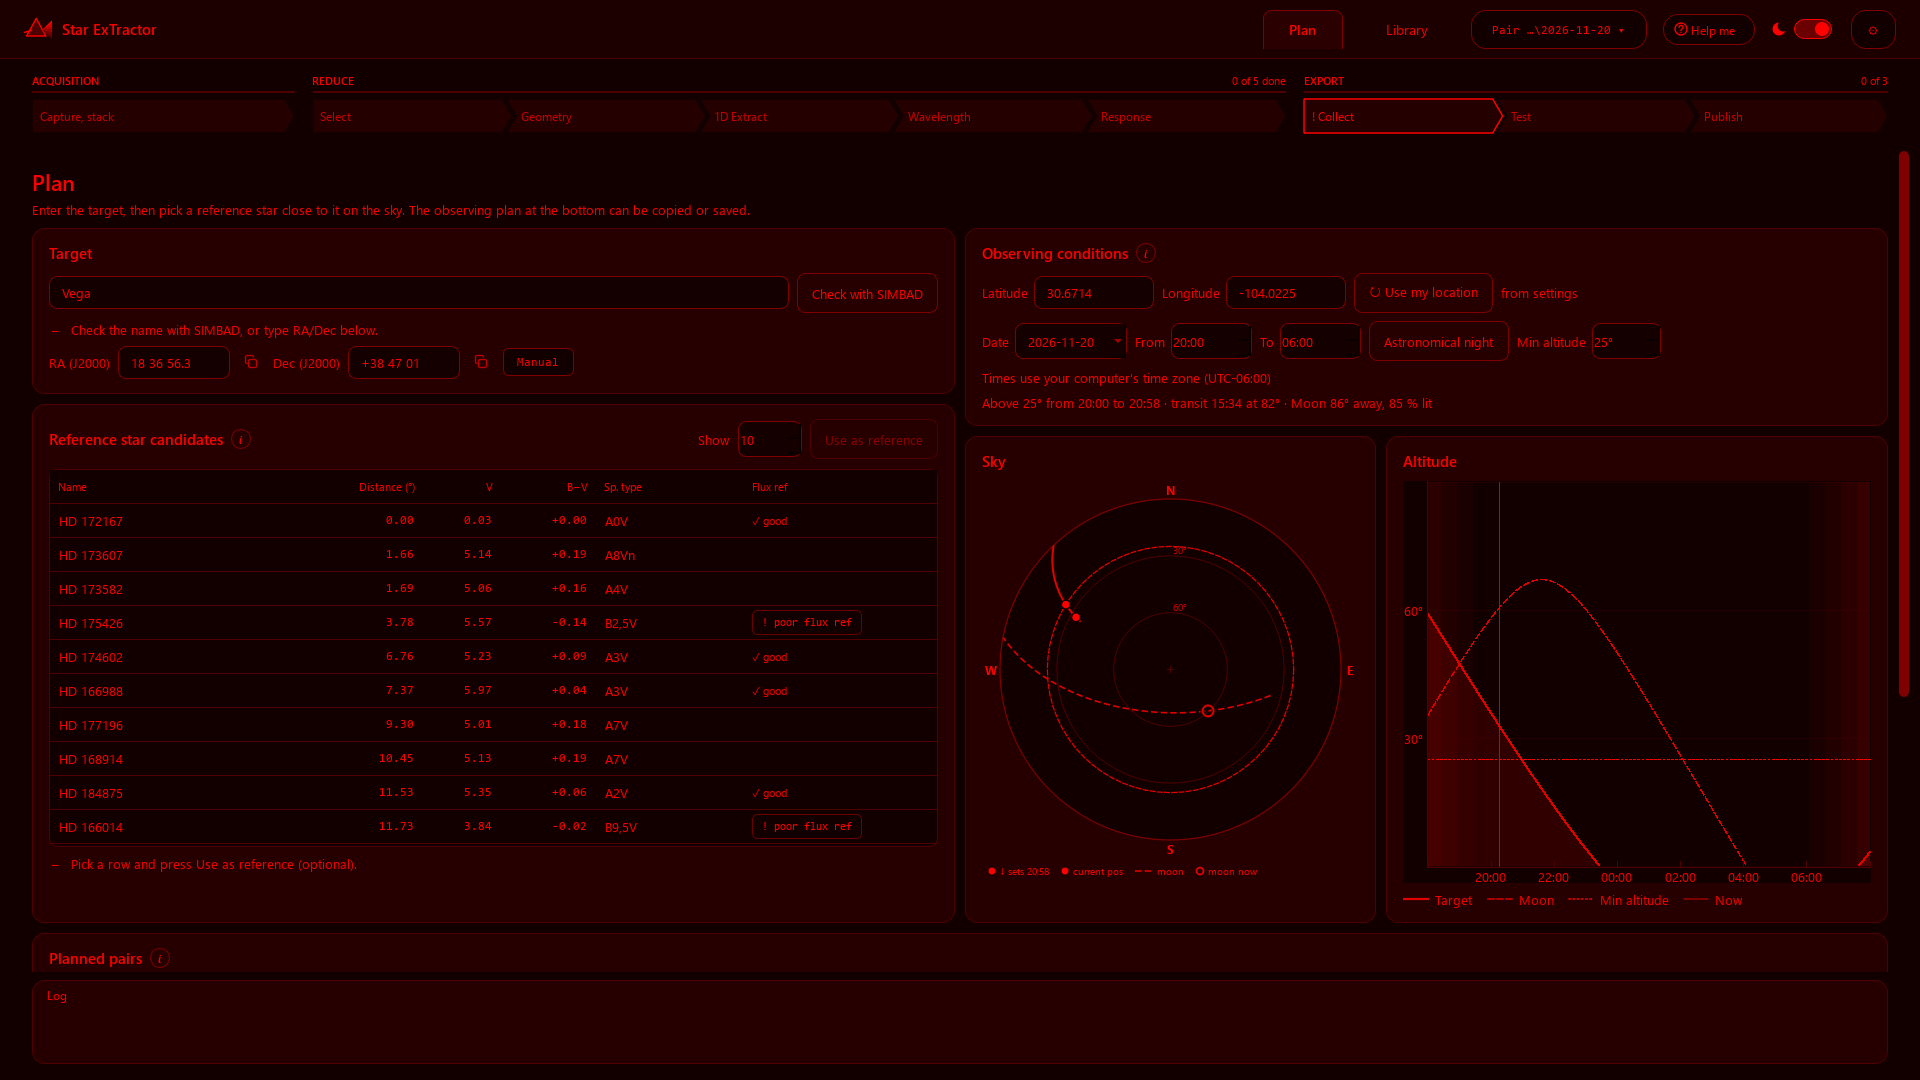 Star ExTractor
Plan
Library
Pair …\2026-11-20 ▾
Help me
ACQUISITION
REDUCE
0 of 5 done
EXPORT
0 of 3
Capture, stack
Select
Geometry
1D Extract
Wavelength
Response
! Collect
Test
Publish
Plan
Enter the target, then pick a reference star close to it on the sky. The observing plan at the bottom can be copied or saved.
Target
Vega
Check with SIMBAD
– Check the name with SIMBAD, or type RA/Dec below.
RA (J2000) 18 36 56.3 Dec (J2000) +38 47 01 Manual
Reference star candidates i
Show 10 Use as reference
Name Distance (°) V B−V Sp. type Flux ref
HD 172167 0.00 0.03 +0.00 A0V ✓ good
HD 173607 1.66 5.14 +0.19 A8Vn
HD 173582 1.69 5.06 +0.16 A4V
HD 175426 3.78 5.57 -0.14 B2,5V ! poor flux ref
HD 174602 6.76 5.23 +0.09 A3V ✓ good
HD 166988 7.37 5.97 +0.04 A3V ✓ good
HD 177196 9.30 5.01 +0.18 A7V
HD 168914 10.45 5.13 +0.19 A7V
HD 184875 11.53 5.35 +0.06 A2V ✓ good
HD 166014 11.73 3.84 -0.02 B9,5V ! poor flux ref
– Pick a row and press Use as reference (optional).
Observing conditions i
Latitude 30.6714 Longitude -104.0225 Use my location from settings
Date 2026-11-20 From 20:00 To 06:00 Astronomical night Min altitude 25°
Times use your computer's time zone (UTC-06:00)
Above 25° from 20:00 to 20:58 · transit 15:34 at 82° · Moon 86° away, 85 % lit
Sky
N
30°
60°
W
E
S
sets 20:58 current pos moon moon now
Altitude
60°
30°
20:00 22:00 00:00 02:00 04:00 06:00
Target Moon Min altitude Now
Planned pairs i
Log